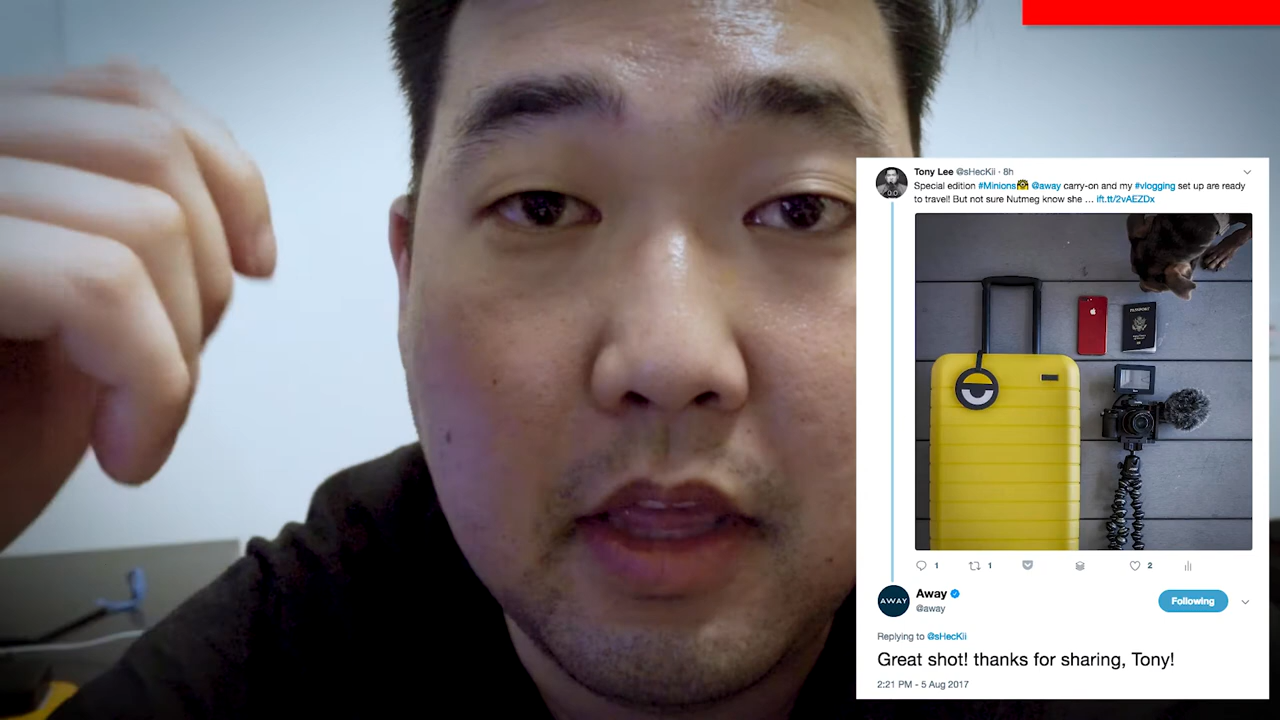 Tony Lee @sHecKii · 8h
Special edition #Minions @away carry-on and my #vlogging set up are ready
to travel! But not sure Nutmeg know she ... ift.tt/2vAEZDx
PASSPORT
1 1 2
AWAY
Away
@away
Following
Replying to @sHecKii
Great shot! thanks for sharing, Tony!
2:21 PM - 5 Aug 2017